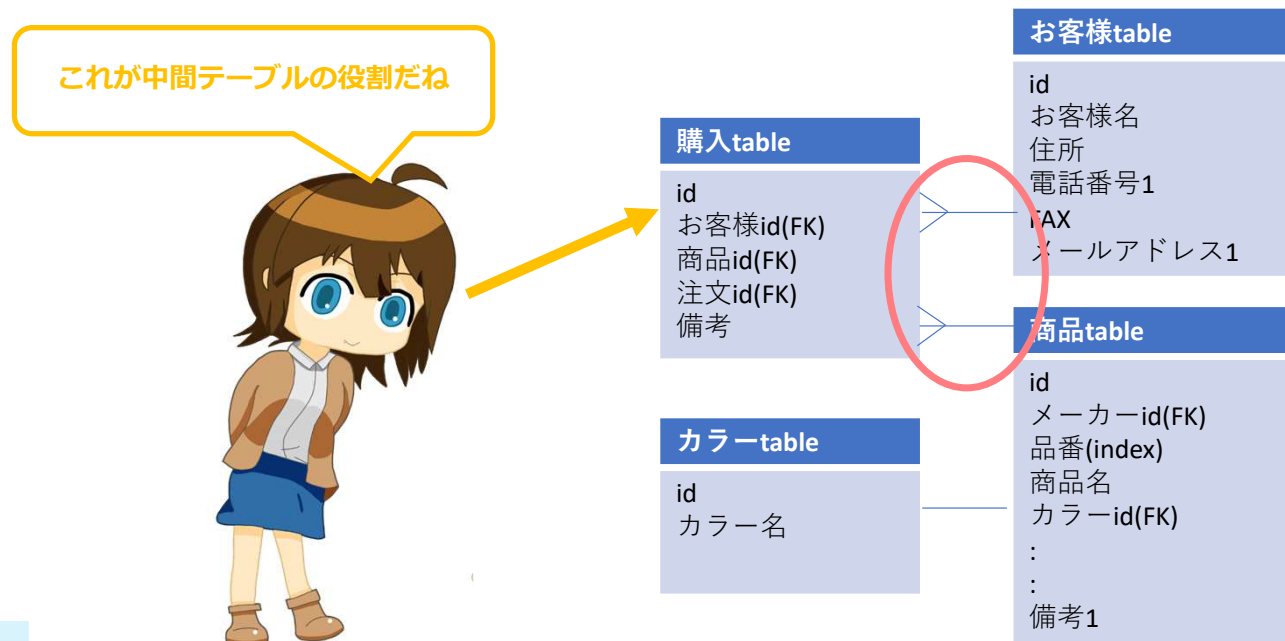 これが中間テーブルの役割だね
購入table
id
お客様id(FK)
商品id(FK)
注文id(FK)
備考
カラーtable
id
カラー名
お客様table
id
お客様名
住所
電話番号1
FAX
メールアドレス1
商品table
id
メーカーid(FK)
品番(index)
商品名
カラーid(FK)
:
:
備考1